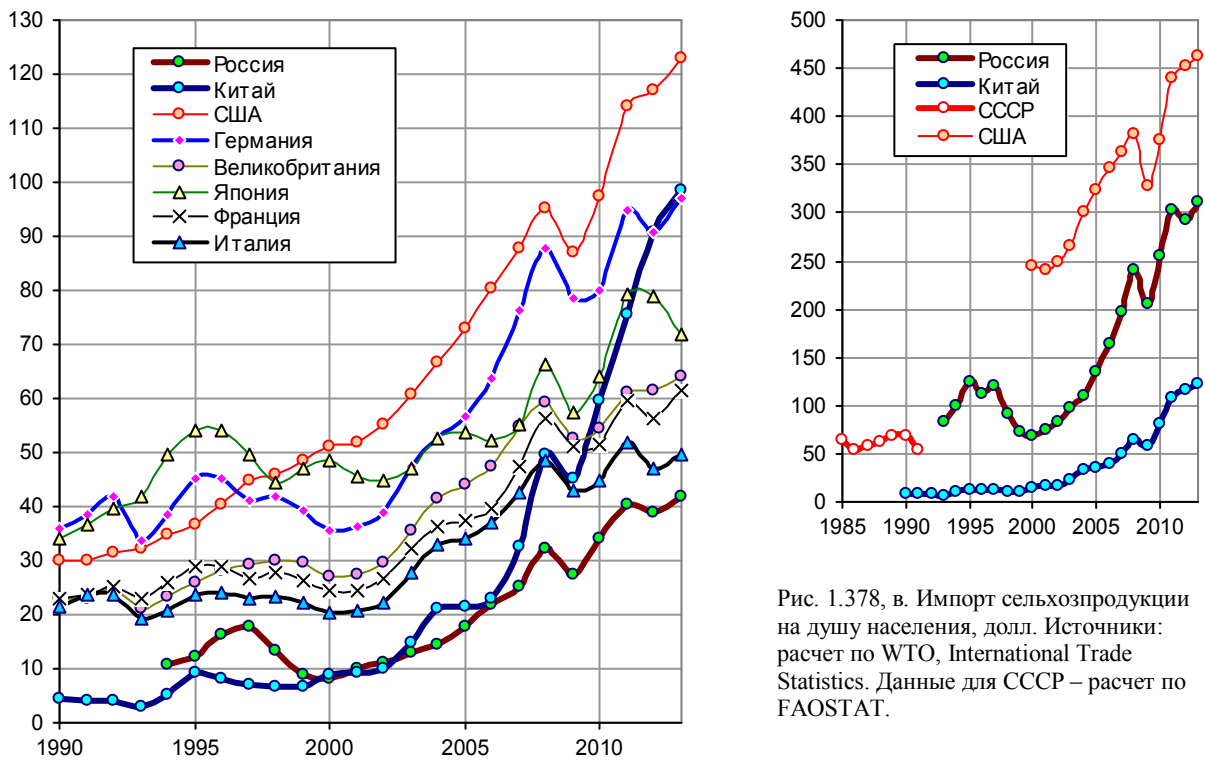 130
120
110
100
90
80
70
60
50
40
30
20
10
0
1990 1995 2000 2005 2010
Россия
Китай
США
Германия
Великобритания
Япония
Франция
Италия
500
450
400
350
300
250
200
150
100
50
0
1985 1990 1995 2000 2005 2010
Россия
Китай
СССР
США
Рис. 1.378, в. Импорт сельхозпродукции
на душу населения, долл. Источники:
расчет по WTO, International Trade
Statistics. Данные для СССР – расчет по
FAOSTAT.